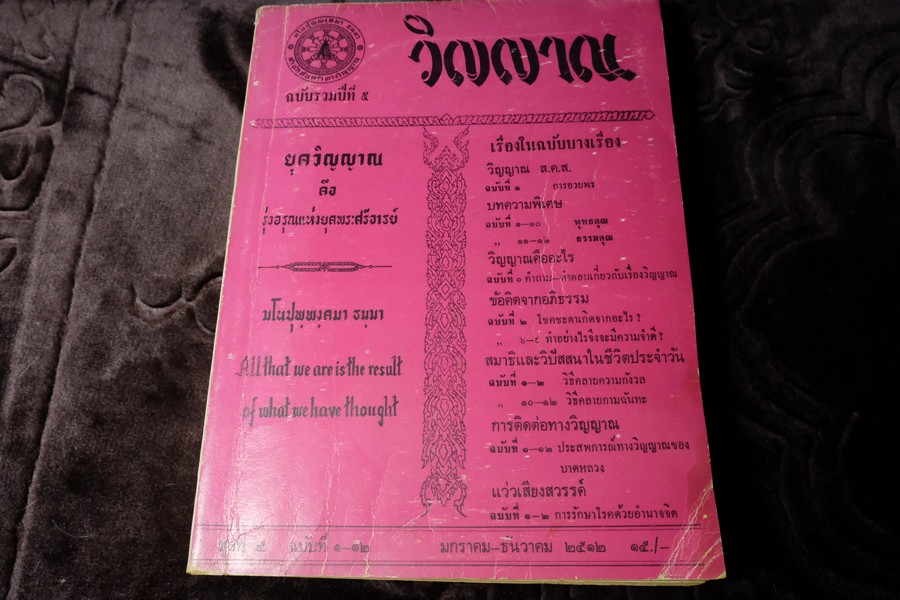 มโนปุพฺพงฺคมา ธมฺมา
วิญญาณ
ฉบับรวมปีที่ ๕
ยุควิญญาณ
คือ
รุ่งอรุณแห่งยุคพระศรีอารย์
มโนปุพฺพงฺคมา ธมฺมา
All that we are is the result
of what we have thought
เรื่องในฉบับบางเรื่อง
วิญญาณ ส.ค.ส.
ฉบับที่ ๑ การอวยพร
บทความพิเศษ
ฉบับที่ ๑–๑๐ พุทธคุณ
,, ๑๑–๑๒ ธรรมคุณ
วิญญาณคืออะไร
ฉบับที่ ๑ คำถาม–คำตอบเกี่ยวกับเรื่องวิญญาณ
ข้อคิดจากอภิธรรม
ฉบับที่ ๒ โชคชะตาเกิดจากอะไร ?
,, ๖–๙ ทำอย่างไรจึงจะมีความจำดี ?
สมาธิและวิปัสสนาในชีวิตประจำวัน
ฉบับที่ ๑–๒ วิธีคลายความกังวล
,, ๑๐–๑๒ วิธีคลายกามฉันทะ
การติดต่อทางวิญญาณ
ฉบับที่ ๑–๑๒ ประสพการณ์ทางวิญญาณของ
บาดหลวง
แว่วเสียงสวรรค์
ฉบับที่ ๑–๒ การรักษาโรคด้วยอำนาจจิต
ปีที่ ๕ ฉบับที่ ๑–๑๒ มกราคม–ธันวาคม ๒๕๑๒ ๑๕./–